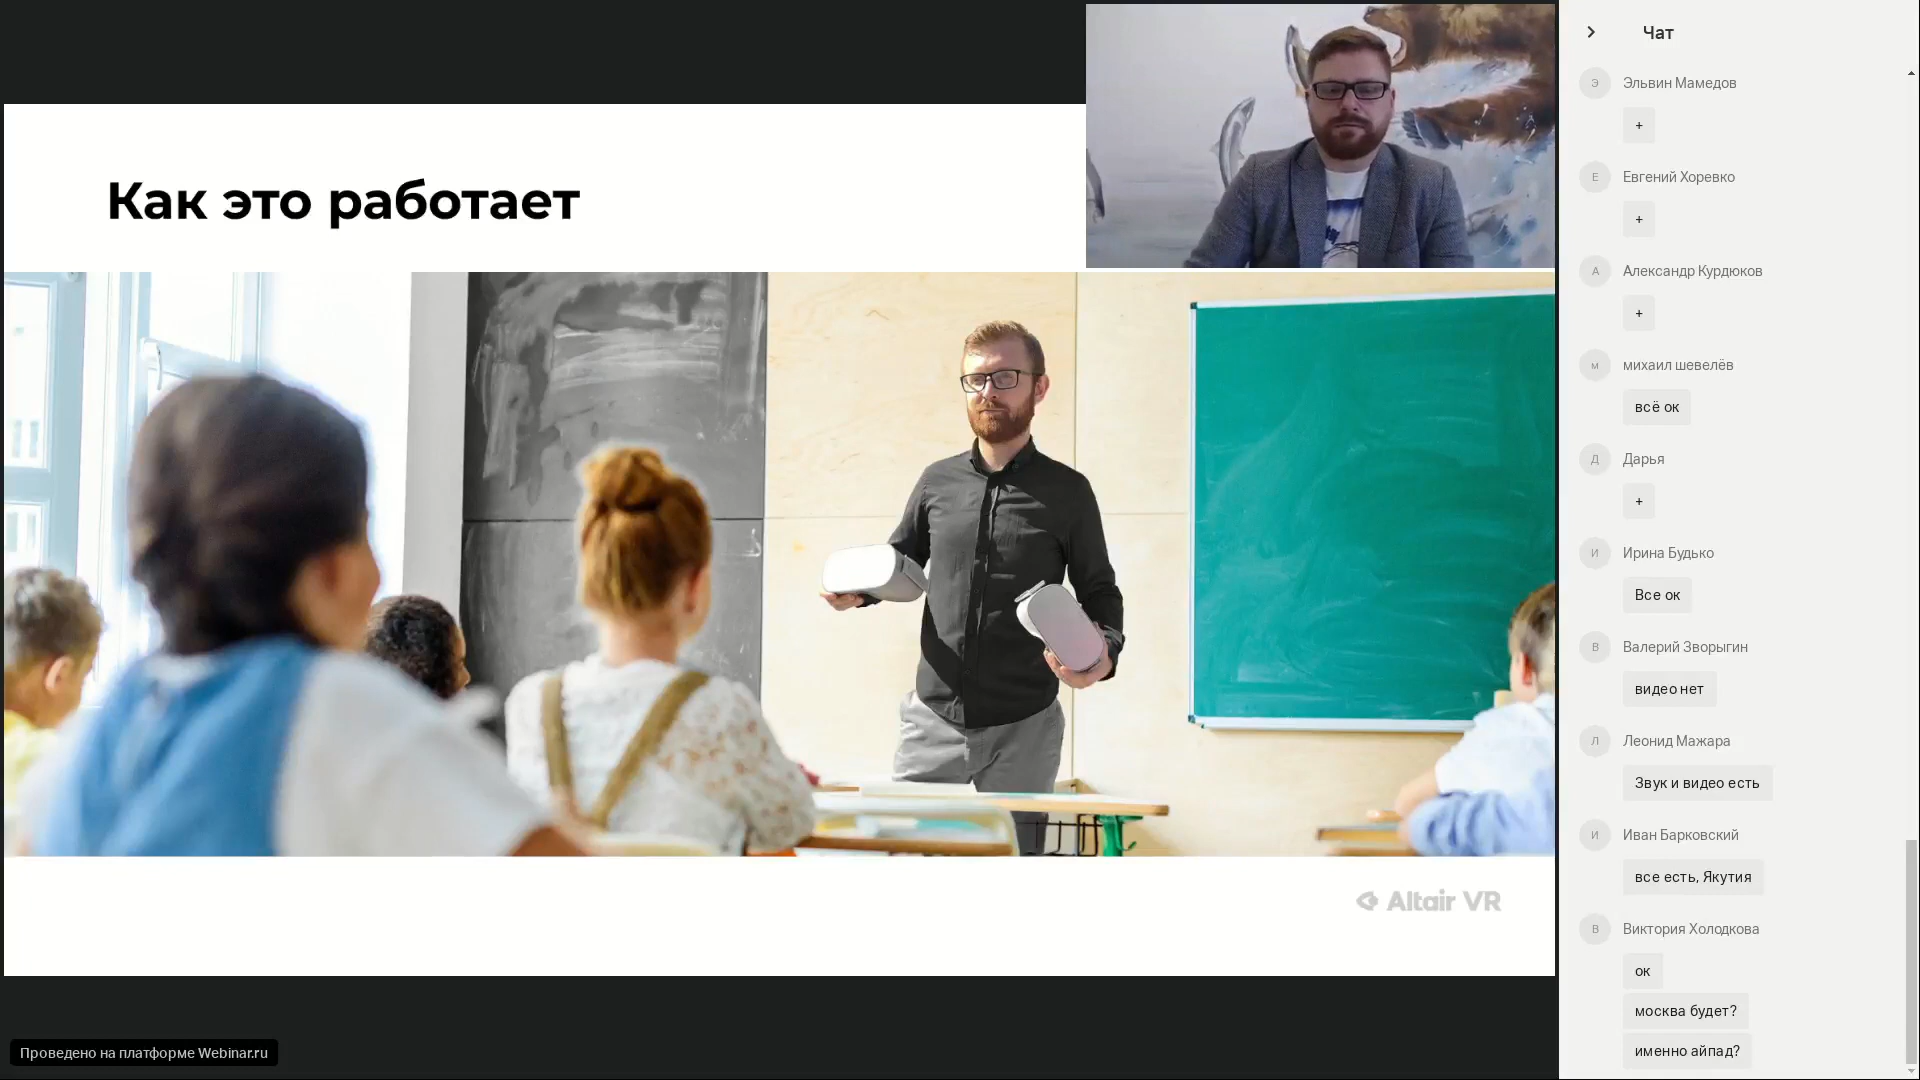 Как это работает
Altair VR
Проведено на платформе Webinar.ru
Чат
Э
Эльвин Мамедов
+
Е
Евгений Хоревко
+
А
Александр Курдюков
+
м
михаил шевелёв
всё ок
Д
Дарья
+
И
Ирина Будько
Все ок
В
Валерий Зворыгин
видео нет
Л
Леонид Мажара
Звук и видео есть
И
Иван Барковский
все есть, Якутия
В
Виктория Холодкова
ок
москва будет?
именно айпад?